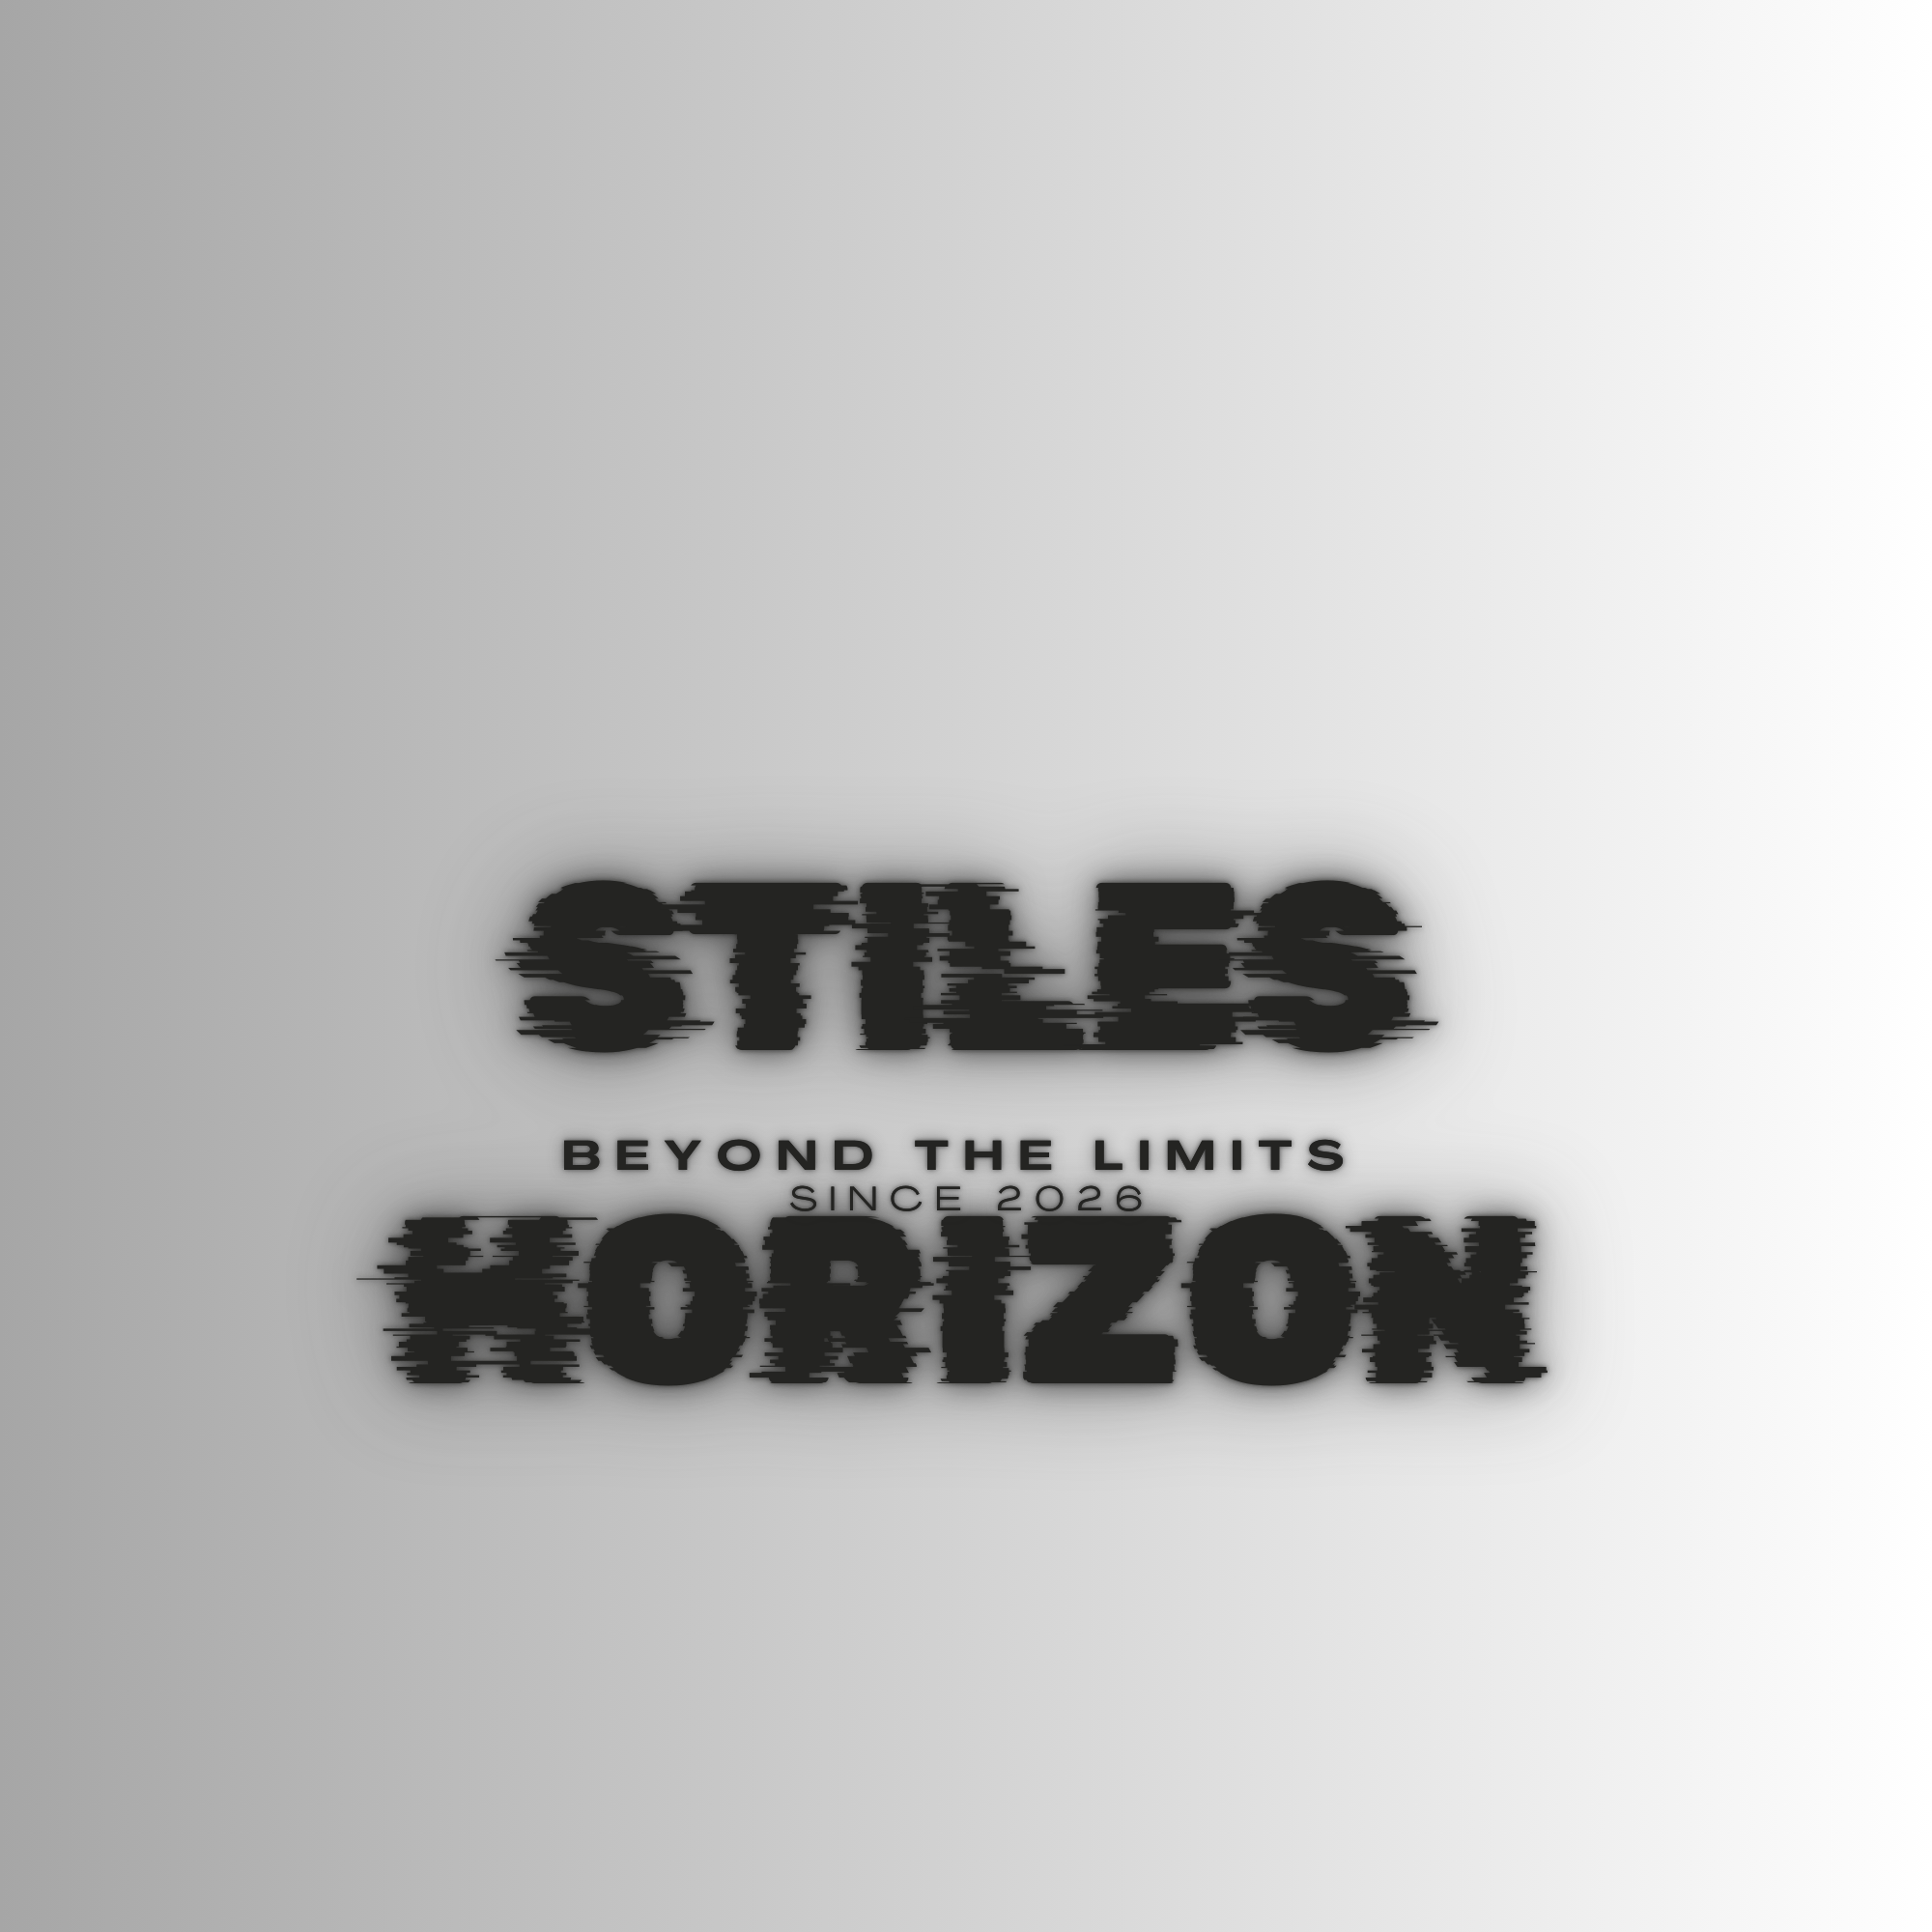 STILES
BEYOND THE LIMITS
SINCE 2026
HORIZON